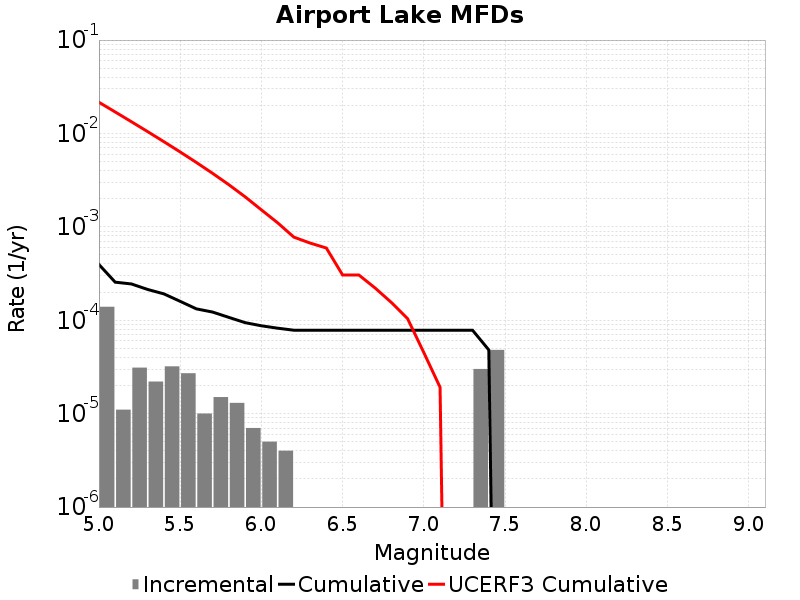 Airport Lake MFDs
10-1
10-2
10-3
10-4
10-5
10-6
Rate (1/yr)
5.0 5.5 6.0 6.5 7.0 7.5 8.0 8.5 9.0
Magnitude
Incremental Cumulative UCERF3 Cumulative